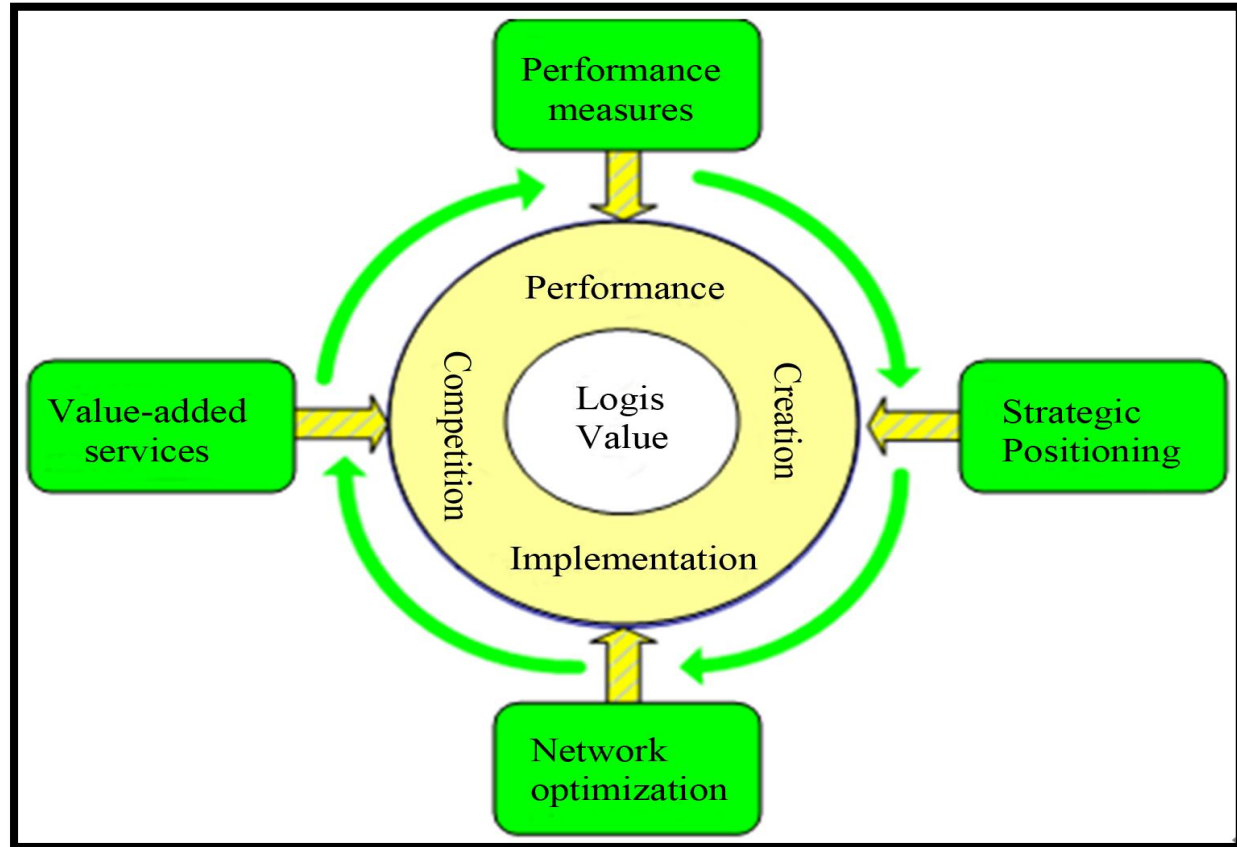 Performance
measures
Performance
Competition
Creation
Logis
Value
Value-added
services
Strategic
Positioning
Implementation
Network
optimization